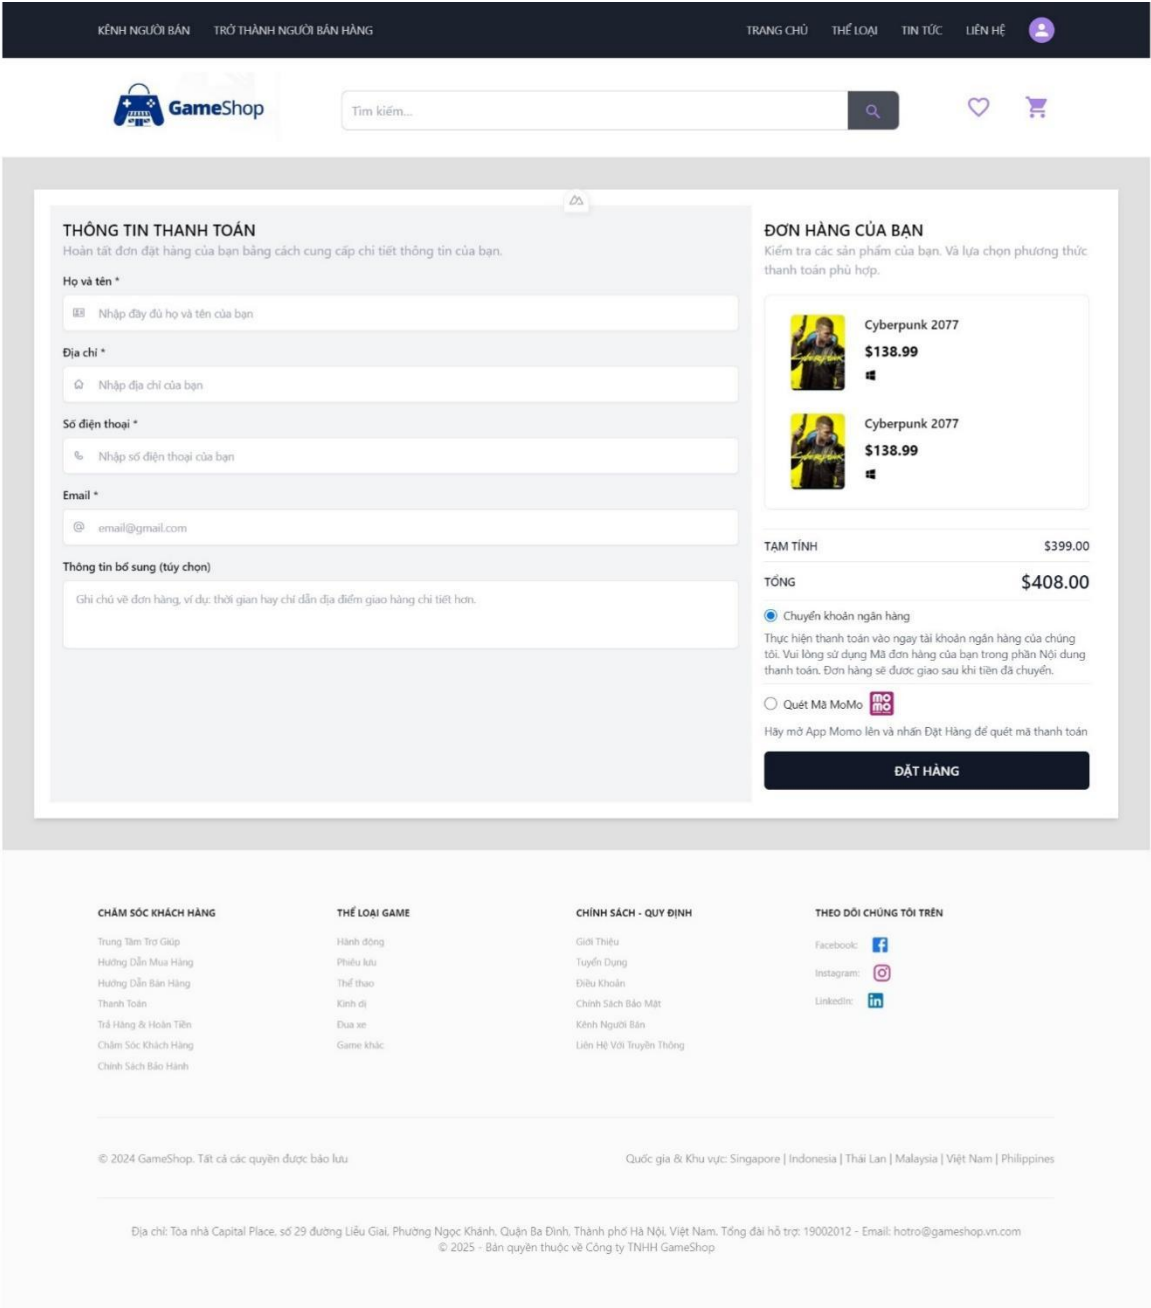 KÊNH NGƯỜI BÁN TRỞ THÀNH NGƯỜI BÁN HÀNG TRANG CHỦ THỂ LOẠI TIN TỨC LIÊN HỆ
GameShop
Tìm kiếm...
THÔNG TIN THANH TOÁN
Hoàn tất đơn đặt hàng của bạn bằng cách cung cấp chi tiết thông tin của bạn.
Họ và tên *
Nhập đầy đủ họ và tên của bạn
Địa chỉ *
Nhập địa chỉ của bạn
Số điện thoại *
Nhập số điện thoại của bạn
Email *
email@gmail.com
Thông tin bổ sung (tùy chọn)
Ghi chú về đơn hàng, ví dụ: thời gian hay chỉ dẫn địa điểm giao hàng chi tiết hơn.
ĐƠN HÀNG CỦA BẠN
Kiểm tra các sản phẩm của bạn. Và lựa chọn phương thức
thanh toán phù hợp.
Cyberpunk 2077
$138.99
Cyberpunk 2077
$138.99
TẠM TÍNH $399.00
TỔNG $408.00
Chuyển khoản ngân hàng
Thực hiện thanh toán vào ngay tài khoản ngân hàng của chúng
tôi. Vui lòng sử dụng Mã đơn hàng của bạn trong phần Nội dung
thanh toán. Đơn hàng sẽ được giao sau khi tiền đã chuyển.
Quét Mã MoMo mo mo
Hãy mở App Momo lên và nhấn Đặt Hàng để quét mã thanh toán
ĐẶT HÀNG
CHĂM SÓC KHÁCH HÀNG
Trung Tâm Trợ Giúp
Hướng Dẫn Mua Hàng
Hướng Dẫn Bán Hàng
Thanh Toán
Trả Hàng & Hoàn Tiền
Chăm Sóc Khách Hàng
Chính Sách Bảo Hành
THỂ LOẠI GAME
Hành động
Phiêu lưu
Thể thao
Kinh dị
Đua xe
Game khác
CHÍNH SÁCH - QUY ĐỊNH
Giới Thiệu
Tuyển Dụng
Điều Khoản
Chính Sách Bảo Mật
Kênh Người Bán
Liên Hệ Với Truyền Thông
THEO DÕI CHÚNG TÔI TRÊN
Facebook:
Instagram:
LinkedIn:
© 2024 GameShop. Tất cả các quyền được bảo lưu
Quốc gia & Khu vực: Singapore | Indonesia | Thái Lan | Malaysia | Việt Nam | Philippines
Địa chỉ: Tòa nhà Capital Place, số 29 đường Liễu Giai, Phường Ngọc Khánh, Quận Ba Đình, Thành phố Hà Nội, Việt Nam. Tổng đài hỗ trợ: 19002012 - Email: hotro@gameshop.vn.com
© 2025 - Bản quyền thuộc về Công ty TNHH GameShop